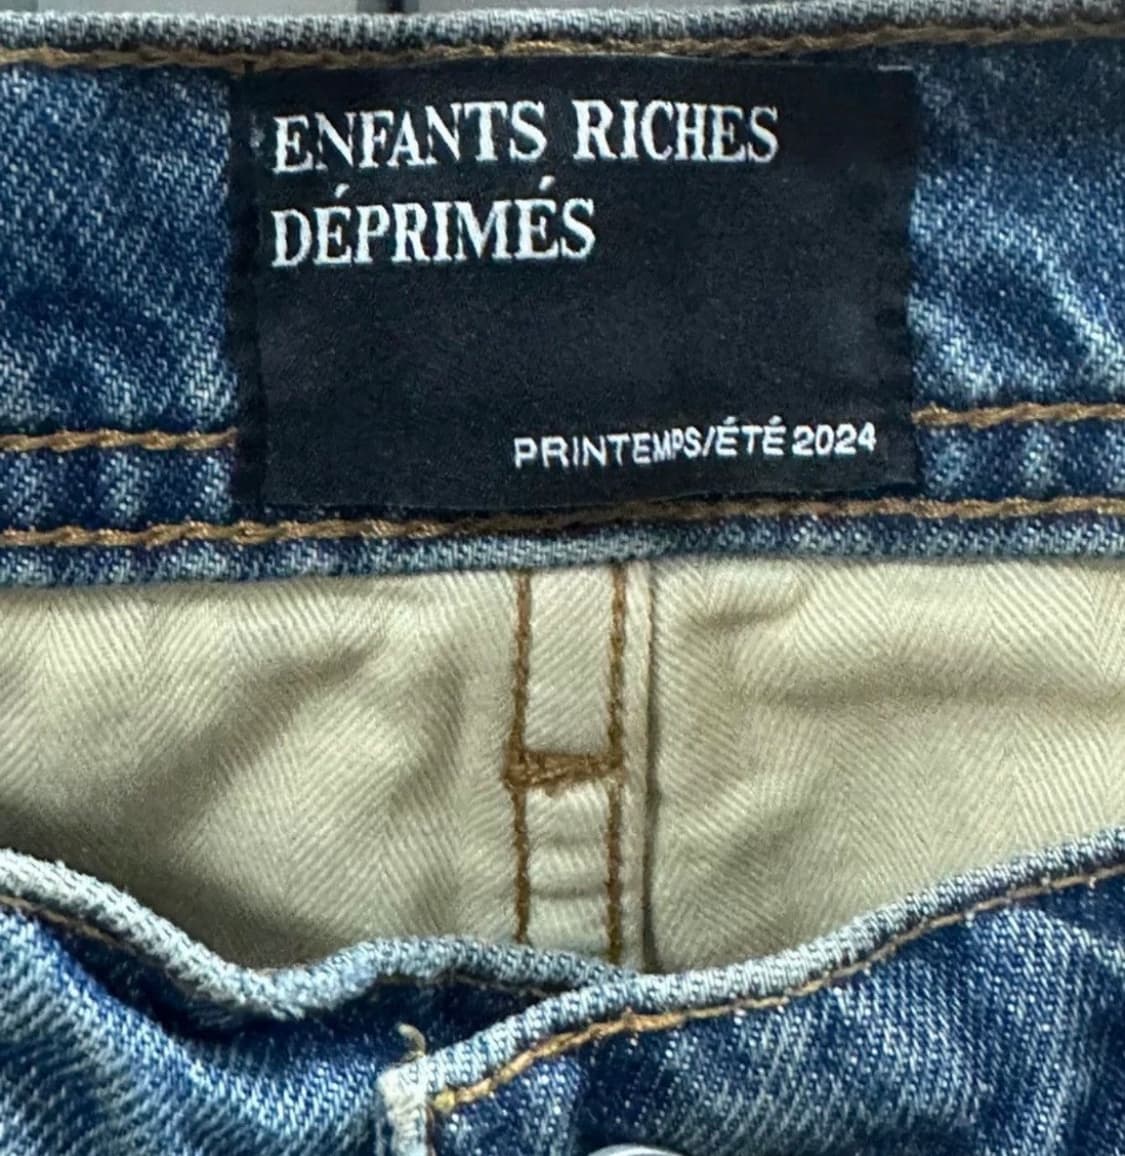 ENFANTS RICHES
DÉPRIMÉS
PRINTEMPS/ÉTÉ 2024